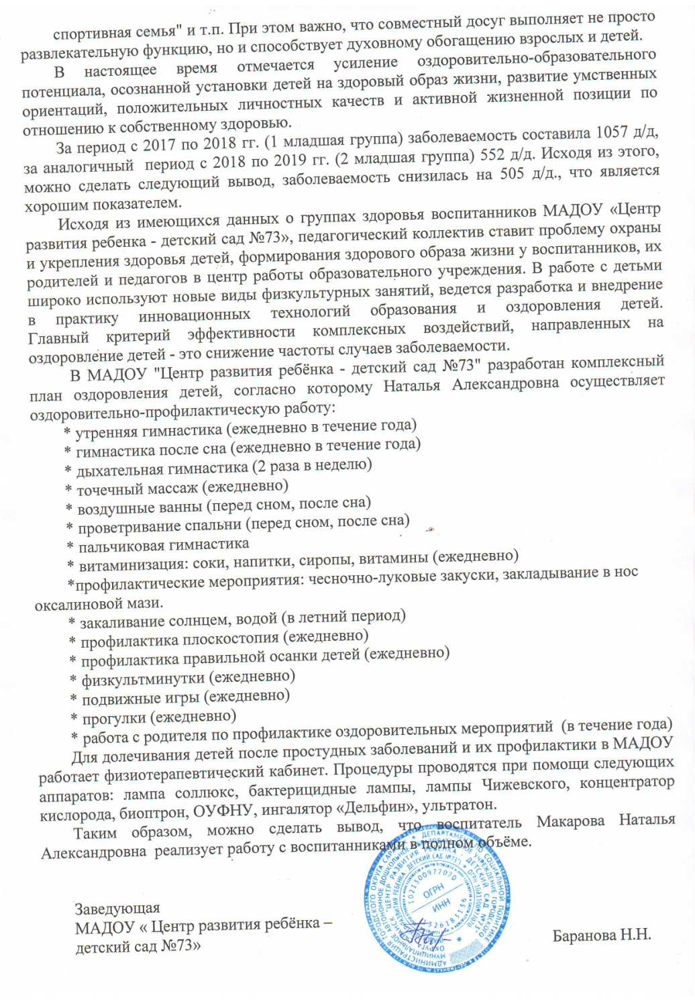 спортивная семья" и т.п. При этом важно, что совместный досуг выполняет не просто
развлекательную функцию, но и способствует духовному обогащению взрослых и детей.
В настоящее время отмечается усиление оздоровительно-образовательного
потенциала, осознанной установки детей на здоровый образ жизни, развитие умственных
ориентаций, положительных личностных качеств и активной жизненной позиции по
отношению к собственному здоровью.
За период с 2017 по 2018 гг. (1 младшая группа) заболеваемость составила 1057 д/д,
за аналогичный период с 2018 по 2019 гг. (2 младшая группа) 552 д/д. Исходя из этого,
можно сделать следующий вывод, заболеваемость снизилась на 505 д/д., что является
хорошим показателем.
Исходя из имеющихся данных о группах здоровья воспитанников МАДОУ «Центр
развития ребенка - детский сад №73», педагогический коллектив ставит проблему охраны
и укрепления здоровья детей, формирования здорового образа жизни у воспитанников, их
родителей и педагогов в центр работы образовательного учреждения. В работе с детьми
широко используют новые виды физкультурных занятий, ведется разработка и внедрение
в практику инновационных технологий образования и оздоровления детей.
Главный критерий эффективности комплексных воздействий, направленных на
оздоровление детей - это снижение частоты случаев заболеваемости.
В МАДОУ "Центр развития ребёнка - детский сад №73" разработан комплексный
план оздоровления детей, согласно которому Наталья Александровна осуществляет
оздоровительно-профилактическую работу:
* утренняя гимнастика (ежедневно в течение года)
* гимнастика после сна (ежедневно в течение года)
* дыхательная гимнастика (2 раза в неделю)
* точечный массаж (ежедневно)
* воздушные ванны (перед сном, после сна)
* проветривание спальни (перед сном, после сна)
* пальчиковая гимнастика
* витаминизация: соки, напитки, сиропы, витамины (ежедневно)
*профилактические мероприятия: чесночно-луковые закуски, закладывание в нос
оксалиновой мази.
* закаливание солнцем, водой (в летний период)
* профилактика плоскостопия (ежедневно)
* профилактика правильной осанки детей (ежедневно)
* физкультминутки (ежедневно)
* подвижные игры (ежедневно)
* прогулки (ежедневно)
* работа с родителя по профилактике оздоровительных мероприятий (в течение года)
Для долечивания детей после простудных заболеваний и их профилактики в МАДОУ
работает физиотерапевтический кабинет. Процедуры проводятся при помощи следующих
аппаратов: лампа соллюкс, бактерицидные лампы, лампы Чижевского, концентратор
кислорода, биоптрон, ОУФНУ, ингалятор «Дельфин», ультратон.
Таким образом, можно сделать вывод, что воспитатель Макарова Наталья
Александровна реализует работу с воспитанниками в полном объёме.
1021300977070
ОГРН
ИНН
1326183136
Заведующая
МАДОУ « Центр развития ребёнка –
детский сад №73»
Баранова Н.Н.